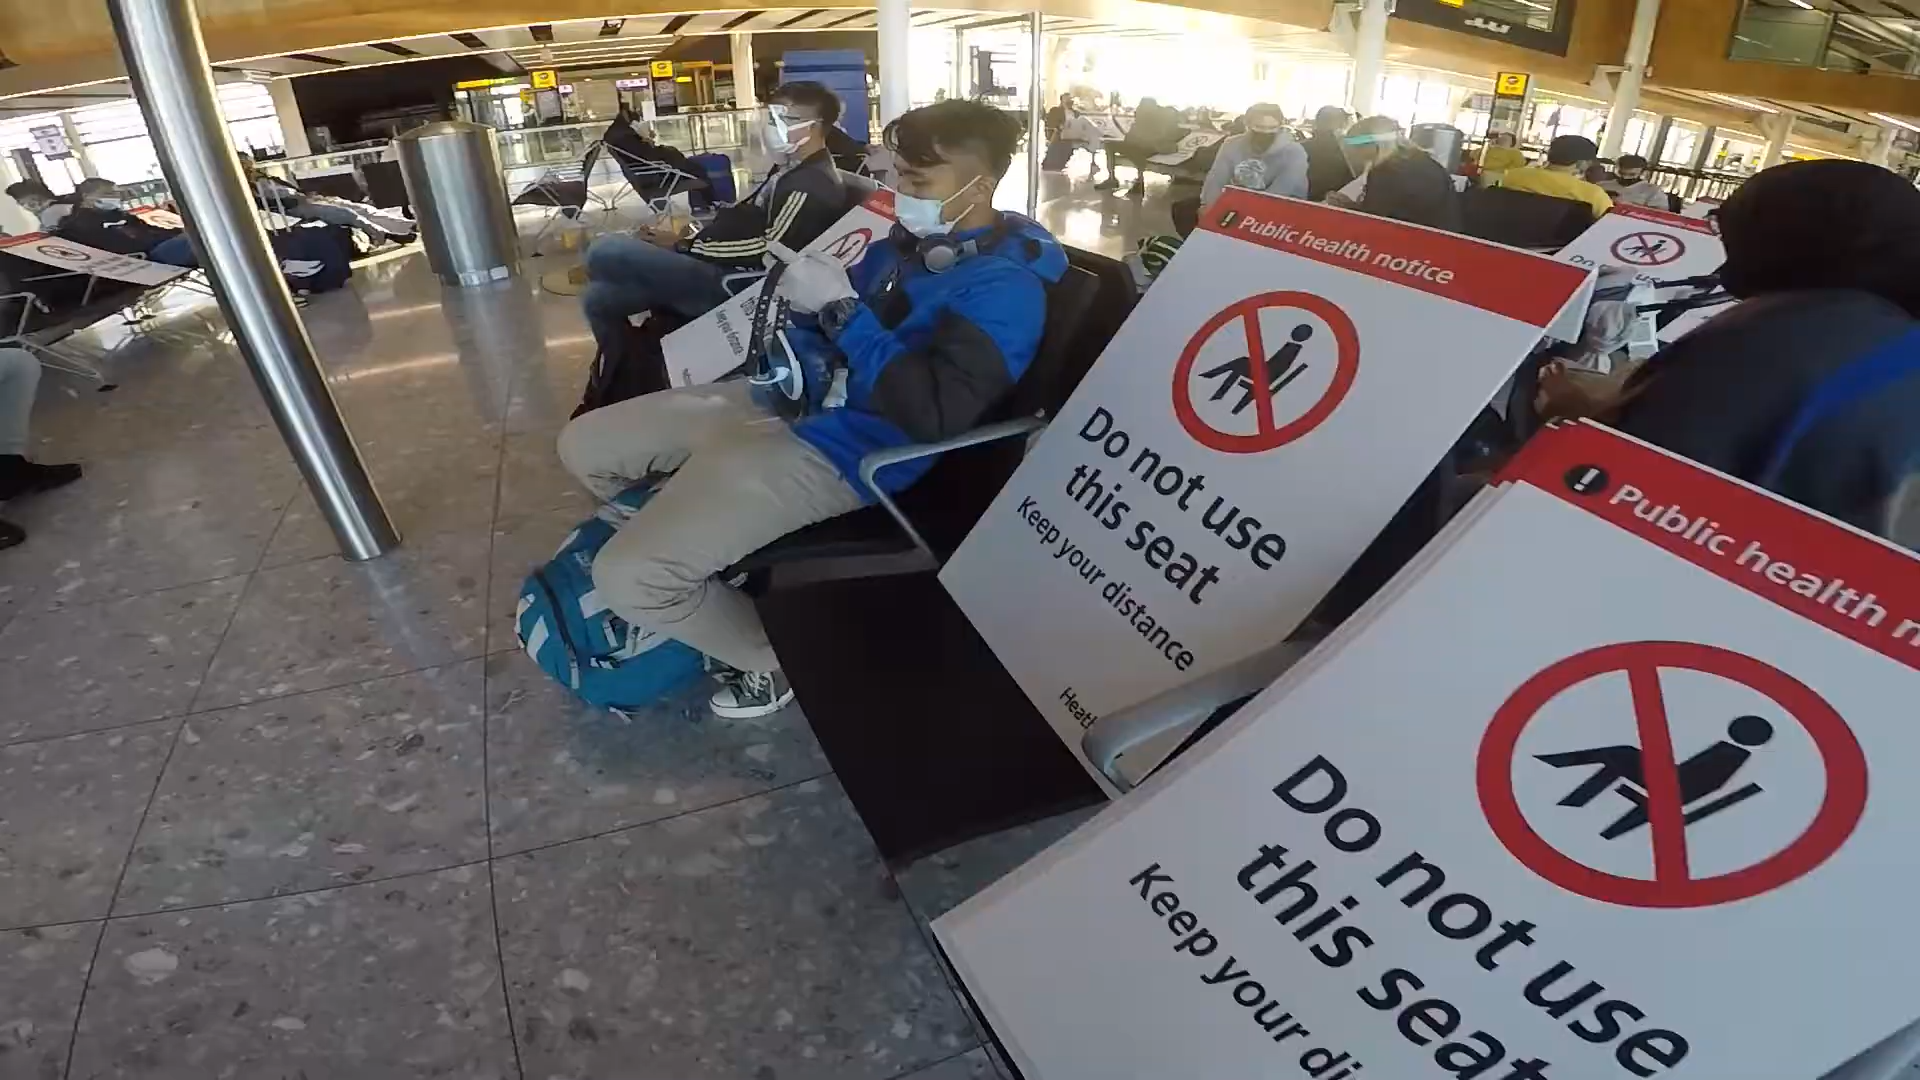 Public health notice
Do not use
this seat
Keep your distance
Public health
Do not use
this seat
Keep your